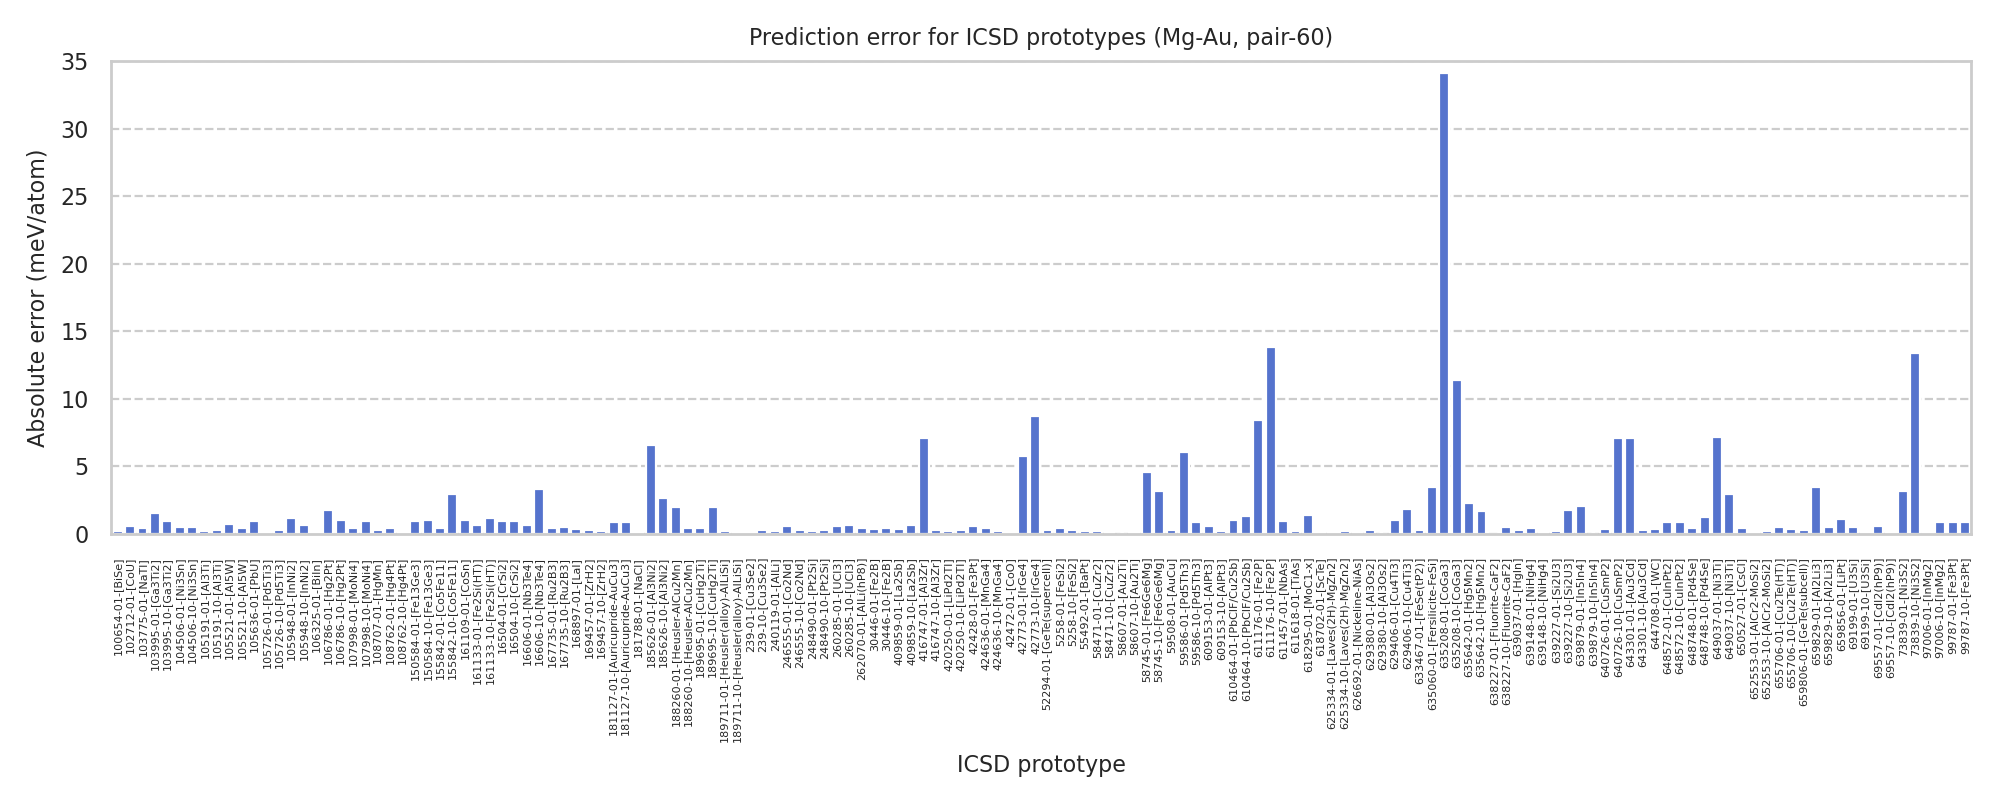 Prediction error for ICSD prototypes (Mg-Au, pair-60)
Absolute error (meV/atom)
35
30
25
20
15
10
5
0
100654-01-[BiSe]
102712-01-[CoU]
103775-01-[NaTl]
103995-01-[Ga3Ti2]
103995-10-[Ga3Ti2]
104506-01-[Ni3Sn]
104506-10-[Ni3Sn]
105191-01-[Al3Ti]
105191-10-[Al3Ti]
105521-01-[Al5W]
105521-10-[Al5W]
105636-01-[PbU]
105726-01-[Pd5Ti3]
105726-10-[Pd5Ti3]
105948-01-[InNi2]
105948-10-[InNi2]
106325-01-[BiIn]
106786-01-[Hg2Pt]
106786-10-[Hg2Pt]
107998-01-[MoNi4]
107998-10-[MoNi4]
108707-01-[HgMn]
108762-01-[Hg4Pt]
108762-10-[Hg4Pt]
150584-01-[Fe13Ge3]
150584-10-[Fe13Ge3]
155842-01-[Co5Fe11]
155842-10-[Co5Fe11]
161109-01-[CoSn]
161133-01-[Fe2Si(HT)]
161133-10-[Fe2Si(HT)]
16504-01-[CrSi2]
16504-10-[CrSi2]
16606-01-[Nb3Te4]
16606-10-[Nb3Te4]
167735-01-[Ru2B3]
167735-10-[Ru2B3]
168897-01-[LaI]
169457-01-[ZrH2]
169457-10-[ZrH2]
181127-01-[Auricupride-AuCu3]
181127-10-[Auricupride-AuCu3]
181788-01-[NaCl]
185626-01-[Al3Ni2]
185626-10-[Al3Ni2]
188260-01-[Heusler-AlCu2Mn]
188260-10-[Heusler-AlCu2Mn]
189695-01-[CuHg2Ti]
189695-10-[CuHg2Ti]
189711-01-[Heusler(alloy)-AlLiSi]
189711-10-[Heusler(alloy)-AlLiSi]
239-01-[Cu3Se2]
239-10-[Cu3Se2]
240119-01-[AlLi]
246555-01-[Co2Nd]
246555-10-[Co2Nd]
248490-01-[Pt2Si]
248490-10-[Pt2Si]
260285-01-[UCl3]
260285-10-[UCl3]
262070-01-[AlLi(hP8)]
30446-01-[Fe2B]
30446-10-[Fe2B]
409859-01-[La2Sb]
409859-10-[La2Sb]
416747-01-[Al3Zr]
416747-10-[Al3Zr]
420250-01-[LiPd2Tl]
420250-10-[LiPd2Tl]
42428-01-[Fe3Pt]
424636-01-[MnGa4]
424636-10-[MnGa4]
42472-01-[CoO]
42773-01-[IrGe4]
42773-10-[IrGe4]
52294-01-[GeTe(supercell)]
5258-01-[FeSi2]
5258-10-[FeSi2]
55492-01-[BaPt]
58471-01-[CuZr2]
58471-10-[CuZr2]
58607-01-[Au2Ti]
58607-10-[Au2Ti]
58745-01-[Fe6Ge6Mg]
58745-10-[Fe6Ge6Mg]
59508-01-[AuCu]
59586-01-[Pd5Th3]
59586-10-[Pd5Th3]
609153-01-[AlPt3]
609153-10-[AlPt3]
610464-01-[PbClF/Cu2Sb]
610464-10-[PbClF/Cu2Sb]
611176-01-[Fe2P]
611176-10-[Fe2P]
611457-01-[NbAs]
611618-01-[TiAs]
618295-01-[MoC1-x]
618702-01-[ScTe]
625334-01-[Laves(2H)-MgZn2]
625334-10-[Laves(2H)-MgZn2]
626692-01-[Nickeline-NiAs]
629380-01-[Al3Os2]
629380-10-[Al3Os2]
629406-01-[Cu4Ti3]
629406-10-[Cu4Ti3]
633467-01-[FeSe(tP2)]
635060-01-[Fersilicite-FeSi]
635208-01-[CoGa3]
635208-10-[CoGa3]
635642-01-[Hg5Mn2]
635642-10-[Hg5Mn2]
638227-01-[Fluorite-CaF2]
638227-10-[Fluorite-CaF2]
639037-01-[HgIn]
639148-01-[NiHg4]
639148-10-[NiHg4]
639227-01-[Si2U3]
639227-10-[Si2U3]
639879-01-[In5In4]
639879-10-[In5In4]
640726-01-[CuSmP2]
640726-10-[CuSmP2]
643301-01-[Au3Cd]
643301-10-[Au3Cd]
644708-01-[WC]
648572-01-[CuInPt2]
648572-10-[CuInPt2]
648748-01-[Pd4Se]
648748-10-[Pd4Se]
649037-01-[Ni3Ti]
649037-10-[Ni3Ti]
650527-01-[CsCl]
652553-01-[AlCr2-MoSi2]
652553-10-[AlCr2-MoSi2]
655706-01-[Cu2Te(HT)]
655706-10-[Cu2Te(HT)]
659806-01-[GeTe(subcell)]
659829-01-[Al2Li3]
659829-10-[Al2Li3]
659856-01-[LiPt]
69199-01-[U3Si]
69199-10-[U3Si]
69557-01-[CdI2(hP9)]
69557-10-[CdI2(hP9)]
73839-01-[Ni3S2]
73839-10-[Ni3S2]
97006-01-[InMg2]
97006-10-[InMg2]
99787-01-[Fe3Pt]
99787-10-[Fe3Pt]
ICSD prototype